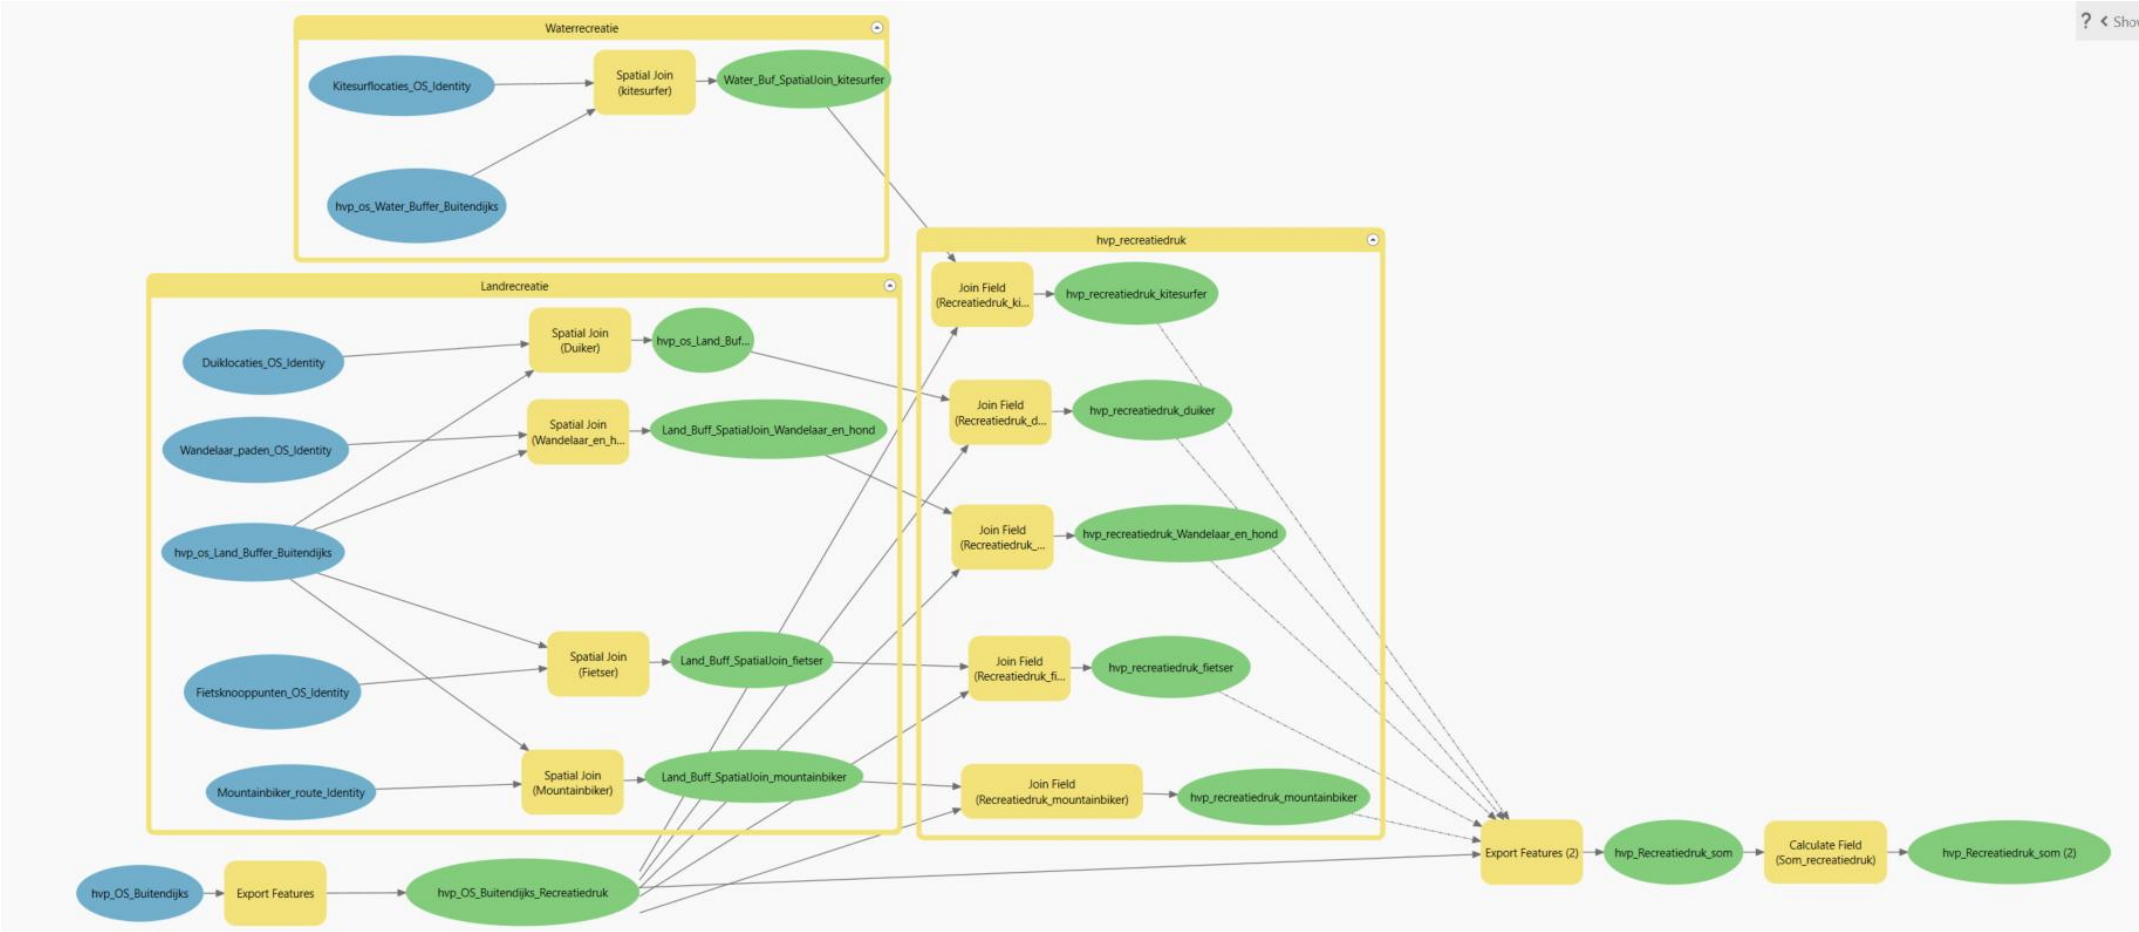 ? < Sho
Waterrecreatie
Kitesurflocaties_OS_Identity
Spatial Join
(kitesurfer)
Water_Buf_SpatialJoin_kitesurfer
hvp_os_Water_Buffer_Buitendijks
Landrecreatie
Duiklocaties_OS_Identity
Spatial Join
(Duiker)
hvp_os_Land_Buf...
Wandelaar_paden_OS_Identity
Spatial Join
(Wandelaar_en_h...
Land_Buff_SpatialJoin_Wandelaar_en_hond
hvp_os_Land_Buffer_Buitendijks
Fietsknooppunten_OS_Identity
Spatial Join
(Fietser)
Land_Buff_SpatialJoin_fietser
Mountainbiker_route_Identity
Spatial Join
(Mountainbiker)
Land_Buff_SpatialJoin_mountainbiker
hvp_recreatiedruk
Join Field
(Recreatiedruk_ki...
hvp_recreatiedruk_kitesurfer
Join Field
(Recreatiedruk_d...
hvp_recreatiedruk_duiker
Join Field
(Recreatiedruk_...
hvp_recreatiedruk_Wandelaar_en_hond
Join Field
(Recreatiedruk_fi...
hvp_recreatiedruk_fietser
Join Field
(Recreatiedruk_mountainbiker)
hvp_recreatiedruk_mountainbiker
hvp_OS_Buitendijks
Export Features
hvp_OS_Buitendijks_Recreatiedruk
Export Features (2)
hvp_Recreatiedruk_som
Calculate Field
(Som_recreatiedruk)
hvp_Recreatiedruk_som (2)